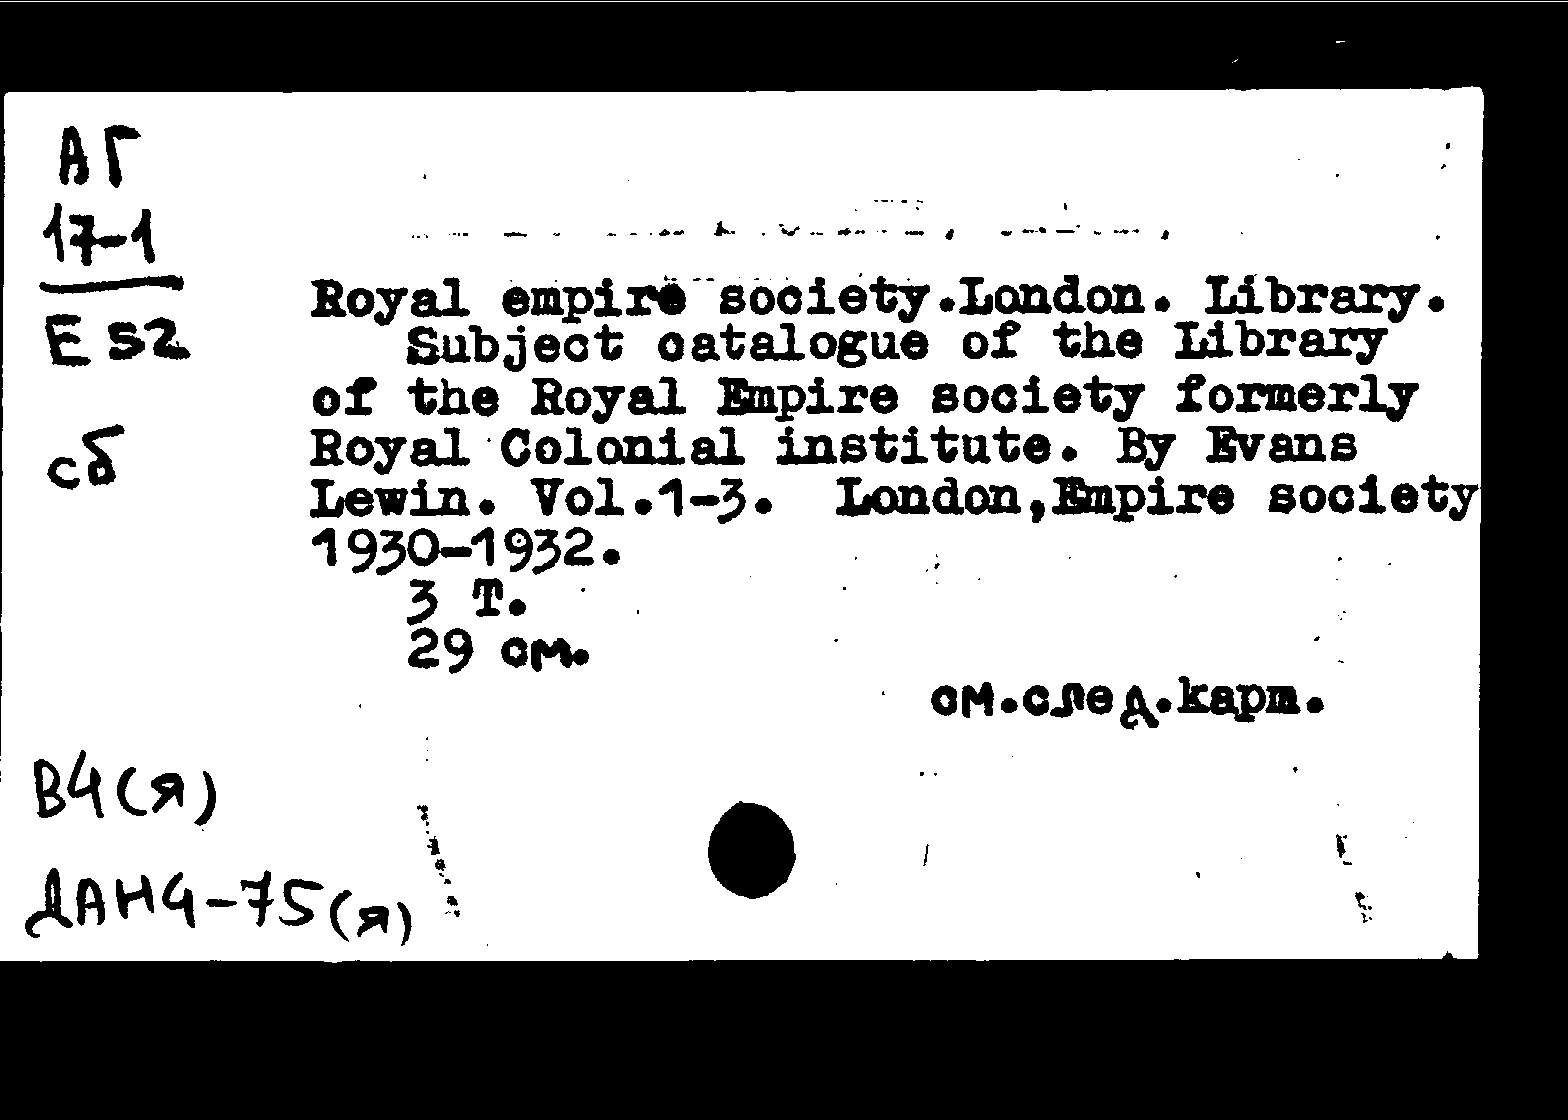 АГ
17-1
E 52
сб
Royal empire society.London. Library.
Subject catalogue of the Library
of the Royal Empire society formerly
Royal Colonial institute. By Evans
Lewin. Vol.1-3. London,Empire society
1930-1932.
3 Т.
29 см.
см.след.карт.
В4(я)
ДАН4-75(я)